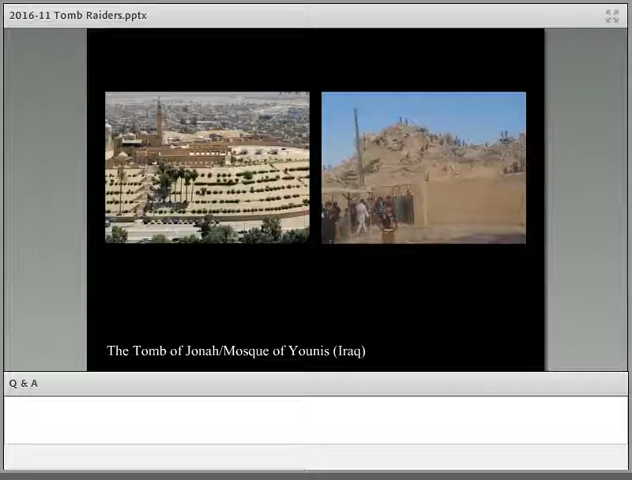 2016-11 Tomb Raiders.pptx
The Tomb of Jonah/Mosque of Younis (Iraq)
Q & A